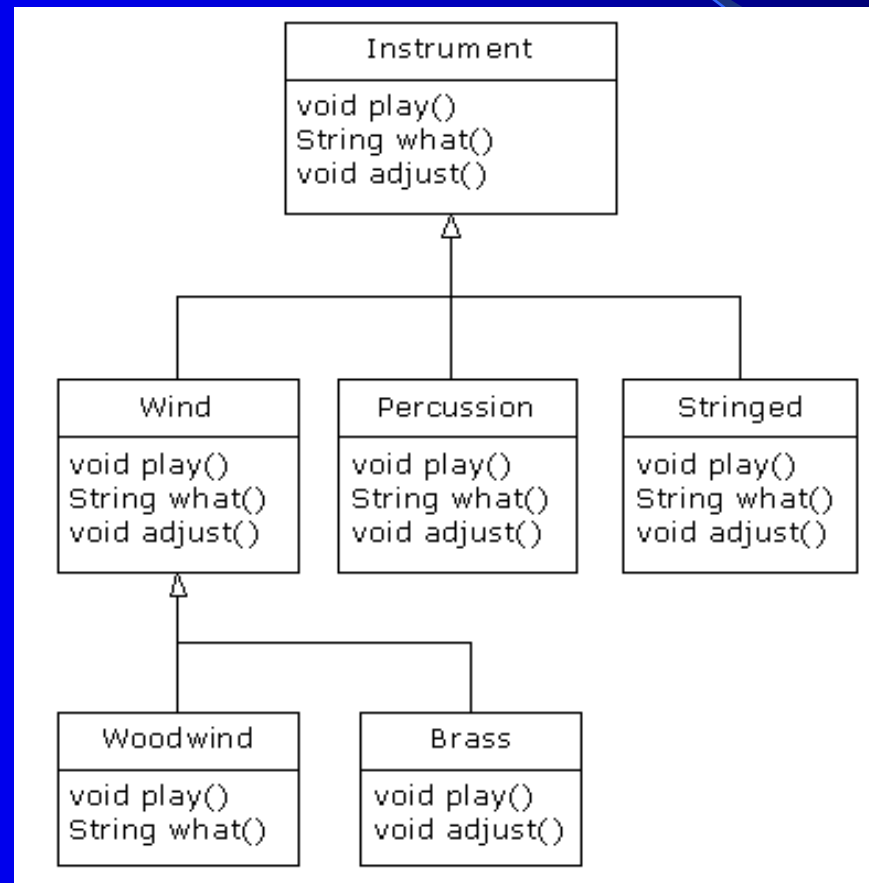 Instrument
void play()
String what()
void adjust()
Wind
void play()
String what()
void adjust()
Percussion
void play()
String what()
void adjust()
Stringed
void play()
String what()
void adjust()
Woodwind
void play()
String what()
Brass
void play()
void adjust()